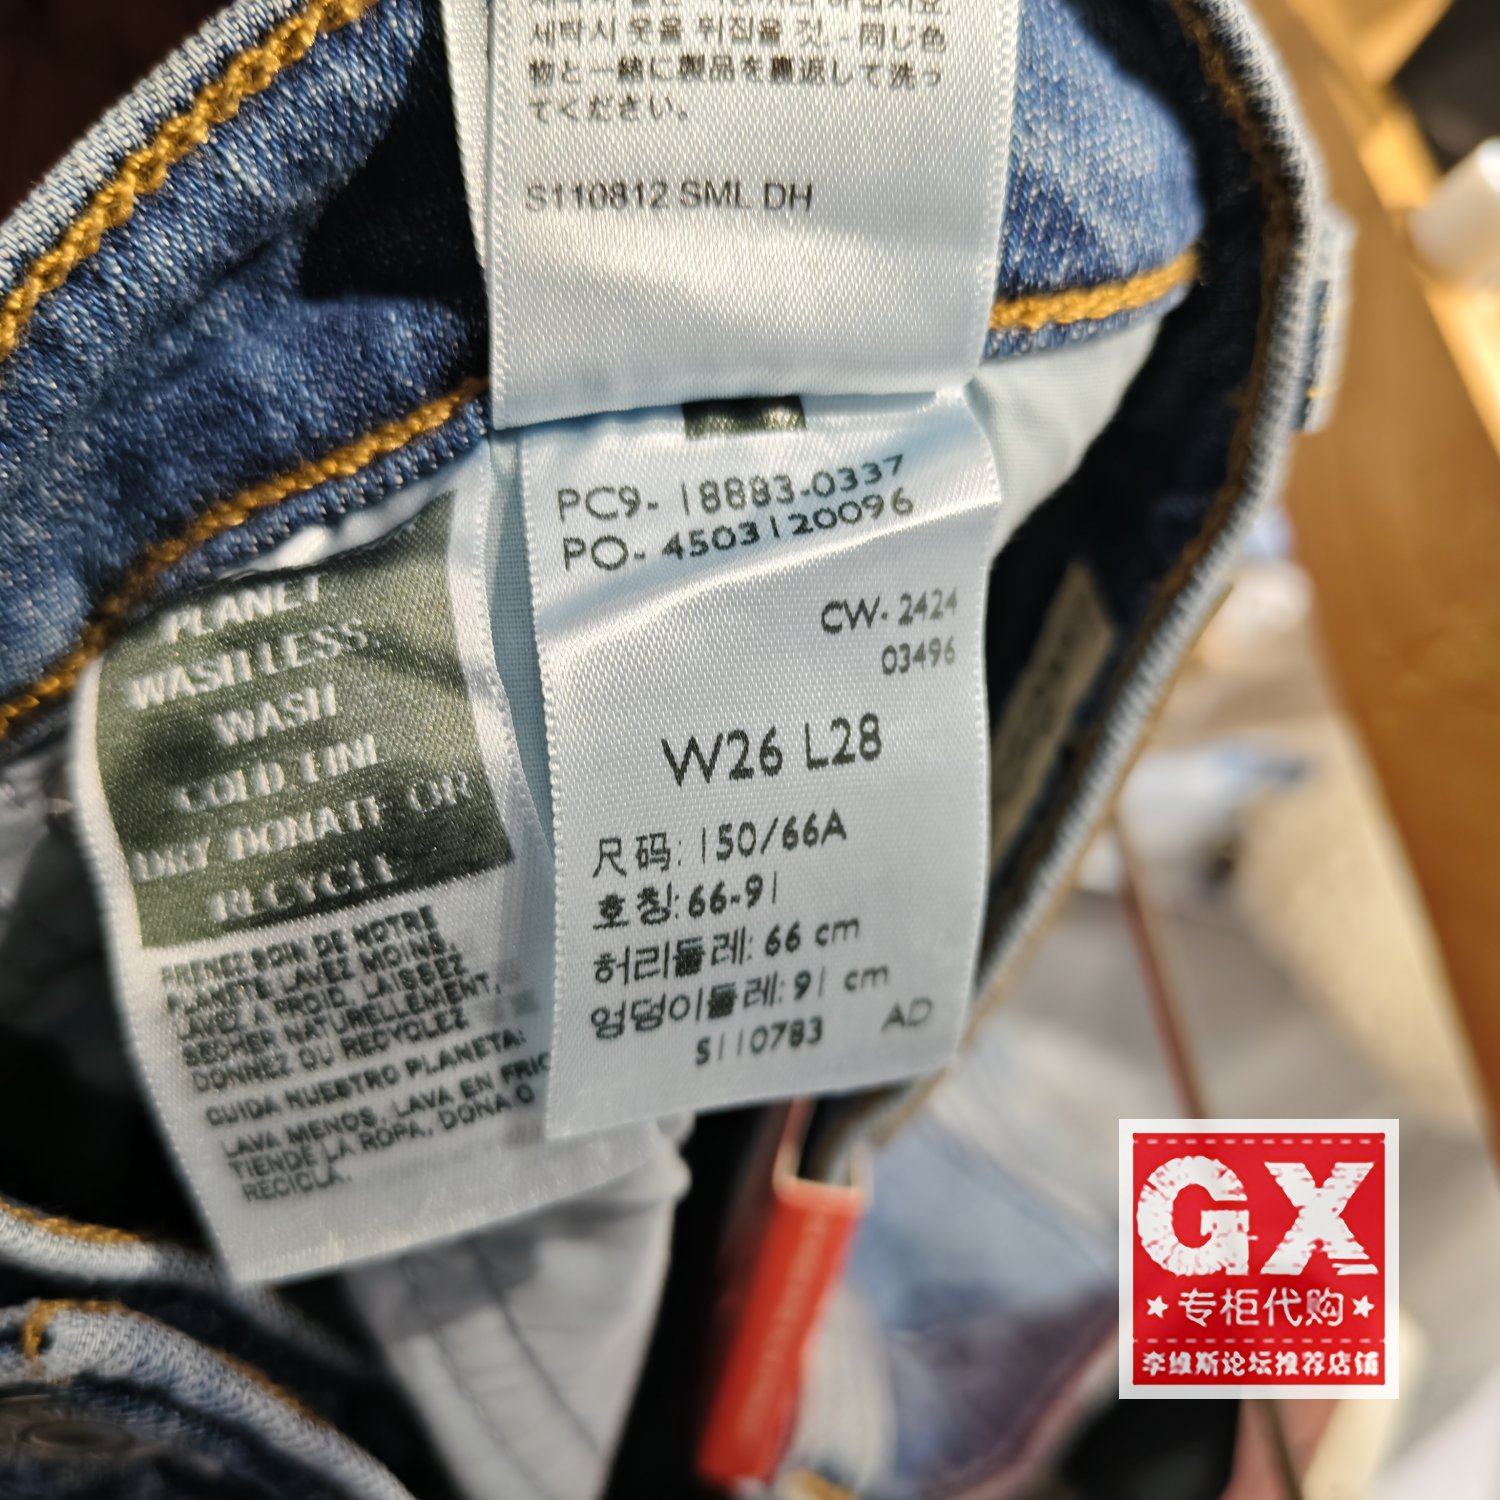 세탁시 옷을 뒤집을 것 - 同じ色
物と一緒に製品を裏返して洗っ
てください。
S110812 SML DH
PC9- 18883-0337
PO- 4503120096
CW- 2424
03496
W26 L28
尺码: 150/66A
호칭: 66-91
허리둘레: 66 cm
엉덩이둘레: 91 cm
S110783
AD
PLANET
WASH LESS,
WASH
COLD LINE
DRY DONATE OR
RECYCLE
PRENEZ SOIN DE NOTRE
PLANÈTE: LAVEZ MOINS,
LAVEZ À FROID, LAISSEZ
SÉCHER NATURELLEMENT,
DONNEZ OU RECYCLEZ
CUIDA NUESTRO PLANETA:
LAVA MENOS, LAVA EN FRÍO
TIENDE LA ROPA, DONA O
RECICLA.
GX
专柜代购
李维斯论坛推荐店铺